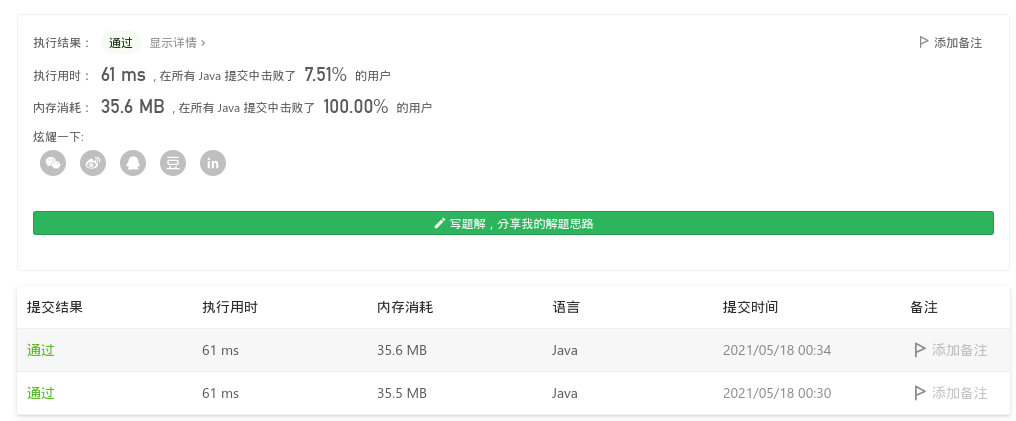 执行结果： 通过 显示详情 › 添加备注
执行用时： 61 ms , 在所有 Java 提交中击败了 7.51% 的用户
内存消耗： 35.6 MB , 在所有 Java 提交中击败了 100.00% 的用户
炫耀一下:
豆 in
写题解，分享我的解题思路
提交结果 执行用时 内存消耗 语言 提交时间 备注
通过 61 ms 35.6 MB Java 2021/05/18 00:34 添加备注
通过 61 ms 35.5 MB Java 2021/05/18 00:30 添加备注